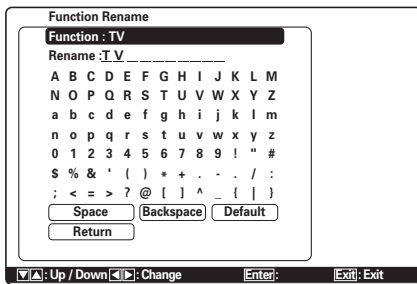 Function Rename
Function : TV
Rename :T V _ _ _ _ _ _ _ _
A B C D E F G H I J K L M
N O P Q R S T U V W X Y Z
a b c d e f g h i j k l m
n o p q r s t u v w x y z
0 1 2 3 4 5 6 7 8 9 ! " #
$ % & ' ( ) * + . - . / :
; < = > ? @ [ ] ^ _ { | }
Space Backspace Default
Return
▼▲: Up / Down ◀▶: Change Enter: Exit: Exit